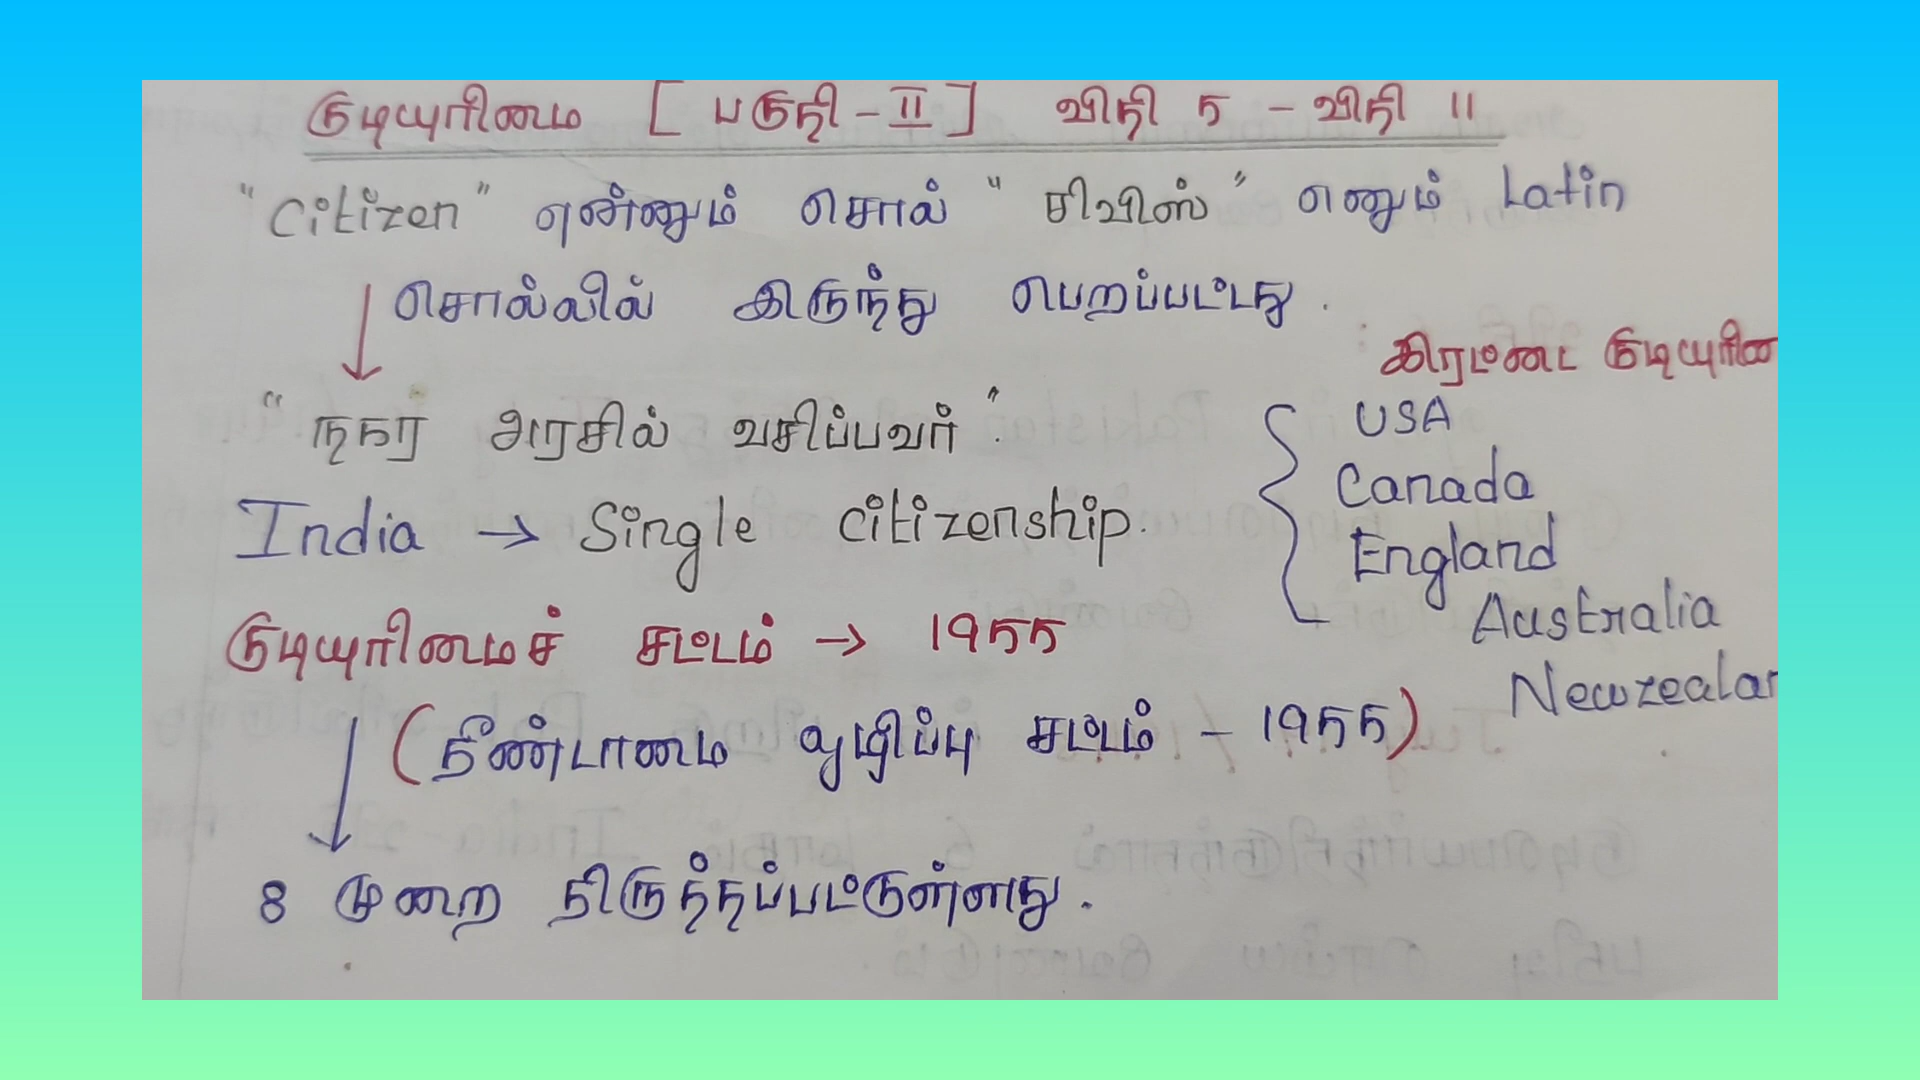 குடியுரிமை [ பகுதி - II ] விதி 5 - விதி 11
"Citizen" என்னும் சொல் "சிவிஸ்" எனும் Latin
சொல்லில் இருந்து பெறப்பட்டது.
"நகர அரசில் வசிப்பவர்".
India → Single citizenship.
இரட்டை குடியுரிமை
USA
Canada
England
Australia
Newzealan
குடியுரிமைச் சட்டம் → 1955
(தீண்டாமை ஒழிப்பு சட்டம் - 1955)
8 முறை திருத்தப்பட்டுள்ளது.